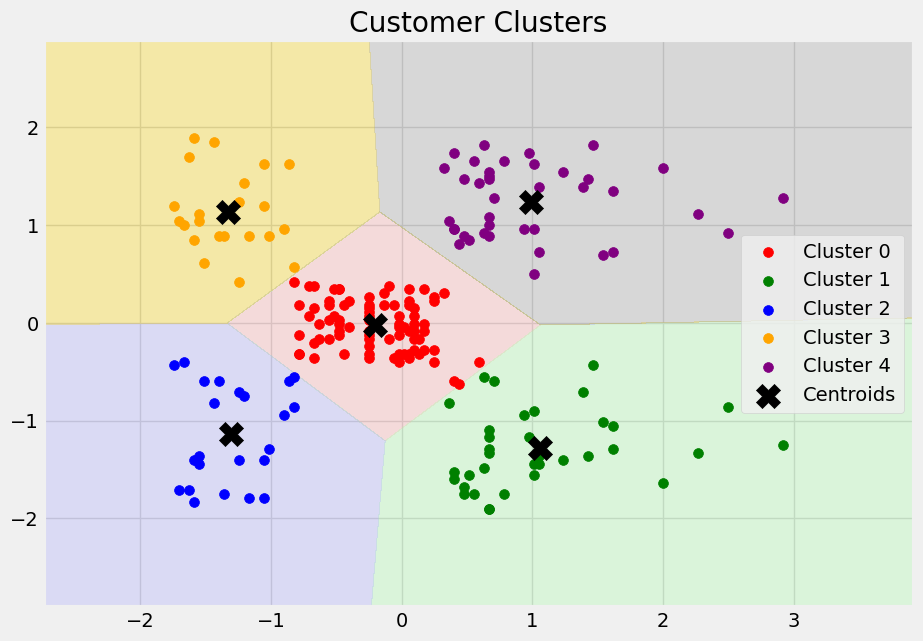 Customer Clusters
2
1
0
−1
−2
Cluster 0
Cluster 1
Cluster 2
Cluster 3
Cluster 4
Centroids
−2 −1 0 1 2 3